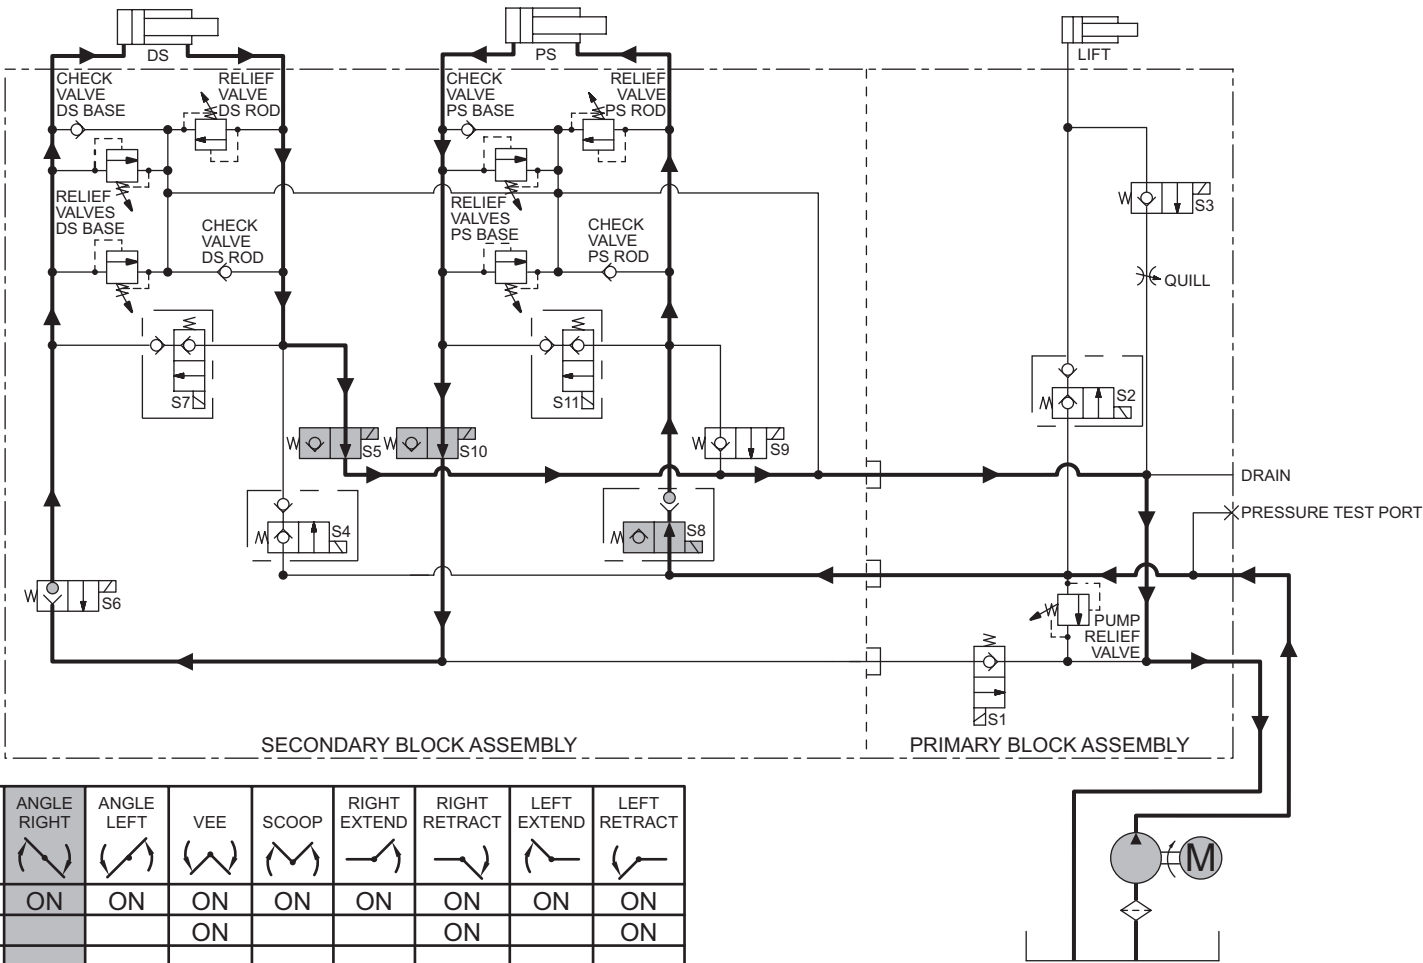 DS
PS
LIFT
CHECK
VALVE
DS BASE
RELIEF
VALVE
DS ROD
CHECK
VALVE
PS BASE
RELIEF
VALVE
PS ROD
RELIEF
VALVES
DS BASE
CHECK
VALVE
DS ROD
RELIEF
VALVES
PS BASE
CHECK
VALVE
PS ROD
S3
QUILL
S7
S11
S2
S5
S10
S9
DRAIN
PRESSURE TEST PORT
S4
S8
S6
PUMP
RELIEF
VALVE
S1
SECONDARY BLOCK ASSEMBLY
PRIMARY BLOCK ASSEMBLY
M
ANGLE RIGHT
ANGLE LEFT
VEE
SCOOP
RIGHT EXTEND
RIGHT RETRACT
LEFT EXTEND
LEFT RETRACT
ON ON ON ON ON ON ON ON
ON ON ON